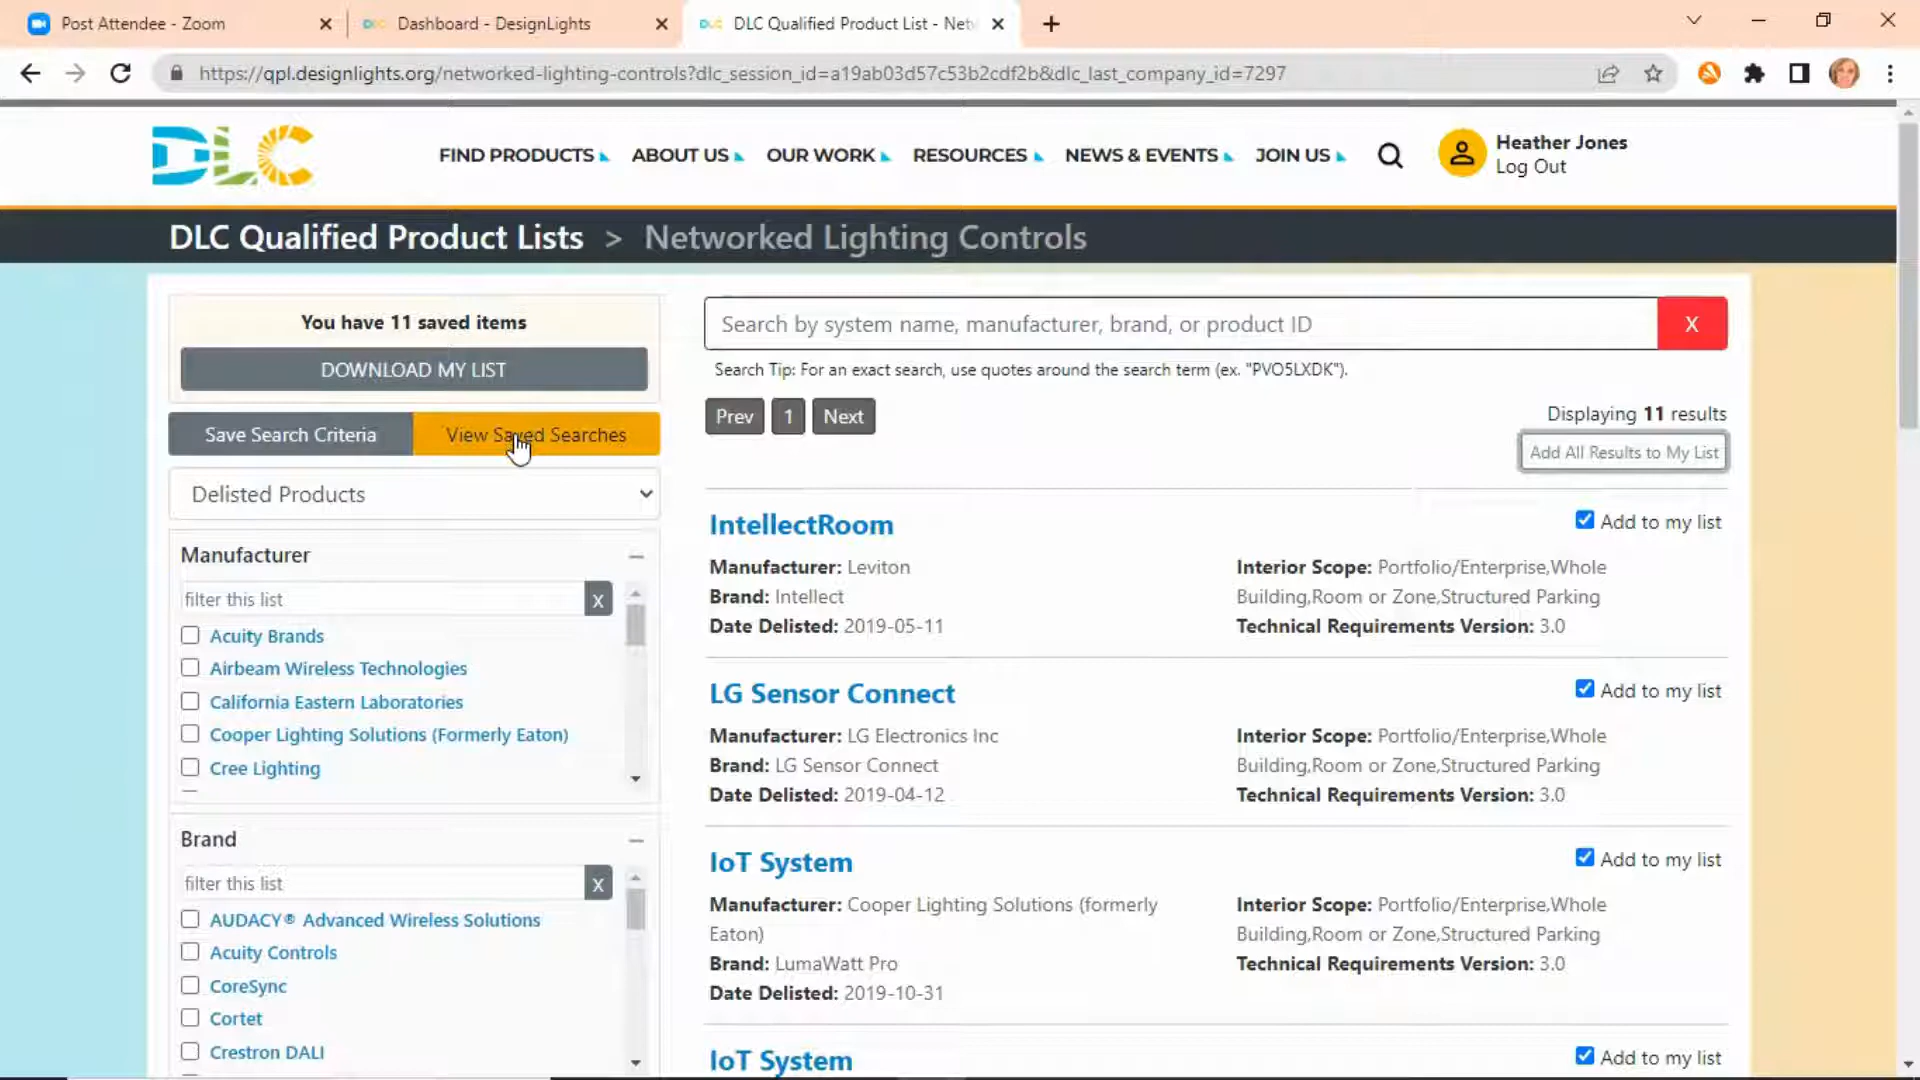 Post Attendee - Zoom
Dashboard - DesignLights
DLC Qualified Product List - Netw
https://qpl.designlights.org/networked-lighting-controls?dlc_session_id=a19ab03d57c53b2cdf2b&dlc_last_company_id=7297
DLC
FIND PRODUCTS ABOUT US OUR WORK RESOURCES NEWS & EVENTS JOIN US
Heather Jones
Log Out
DLC Qualified Product Lists > Networked Lighting Controls
You have 11 saved items
DOWNLOAD MY LIST
Save Search Criteria
View Saved Searches
Delisted Products
Manufacturer
filter this list
X
Acuity Brands
Airbeam Wireless Technologies
California Eastern Laboratories
Cooper Lighting Solutions (Formerly Eaton)
Cree Lighting
Brand
filter this list
X
AUDACY® Advanced Wireless Solutions
Acuity Controls
CoreSync
Cortet
Crestron DALI
Search by system name, manufacturer, brand, or product ID
X
Search Tip: For an exact search, use quotes around the search term (ex. "PVO5LXDK").
Prev 1 Next
Displaying 11 results
Add All Results to My List
IntellectRoom
Add to my list
Manufacturer: Leviton
Brand: Intellect
Date Delisted: 2019-05-11
Interior Scope: Portfolio/Enterprise,Whole
Building,Room or Zone,Structured Parking
Technical Requirements Version: 3.0
LG Sensor Connect
Add to my list
Manufacturer: LG Electronics Inc
Brand: LG Sensor Connect
Date Delisted: 2019-04-12
Interior Scope: Portfolio/Enterprise,Whole
Building,Room or Zone,Structured Parking
Technical Requirements Version: 3.0
IoT System
Add to my list
Manufacturer: Cooper Lighting Solutions (formerly
Eaton)
Brand: LumaWatt Pro
Date Delisted: 2019-10-31
Interior Scope: Portfolio/Enterprise,Whole
Building,Room or Zone,Structured Parking
Technical Requirements Version: 3.0
IoT System
Add to my list